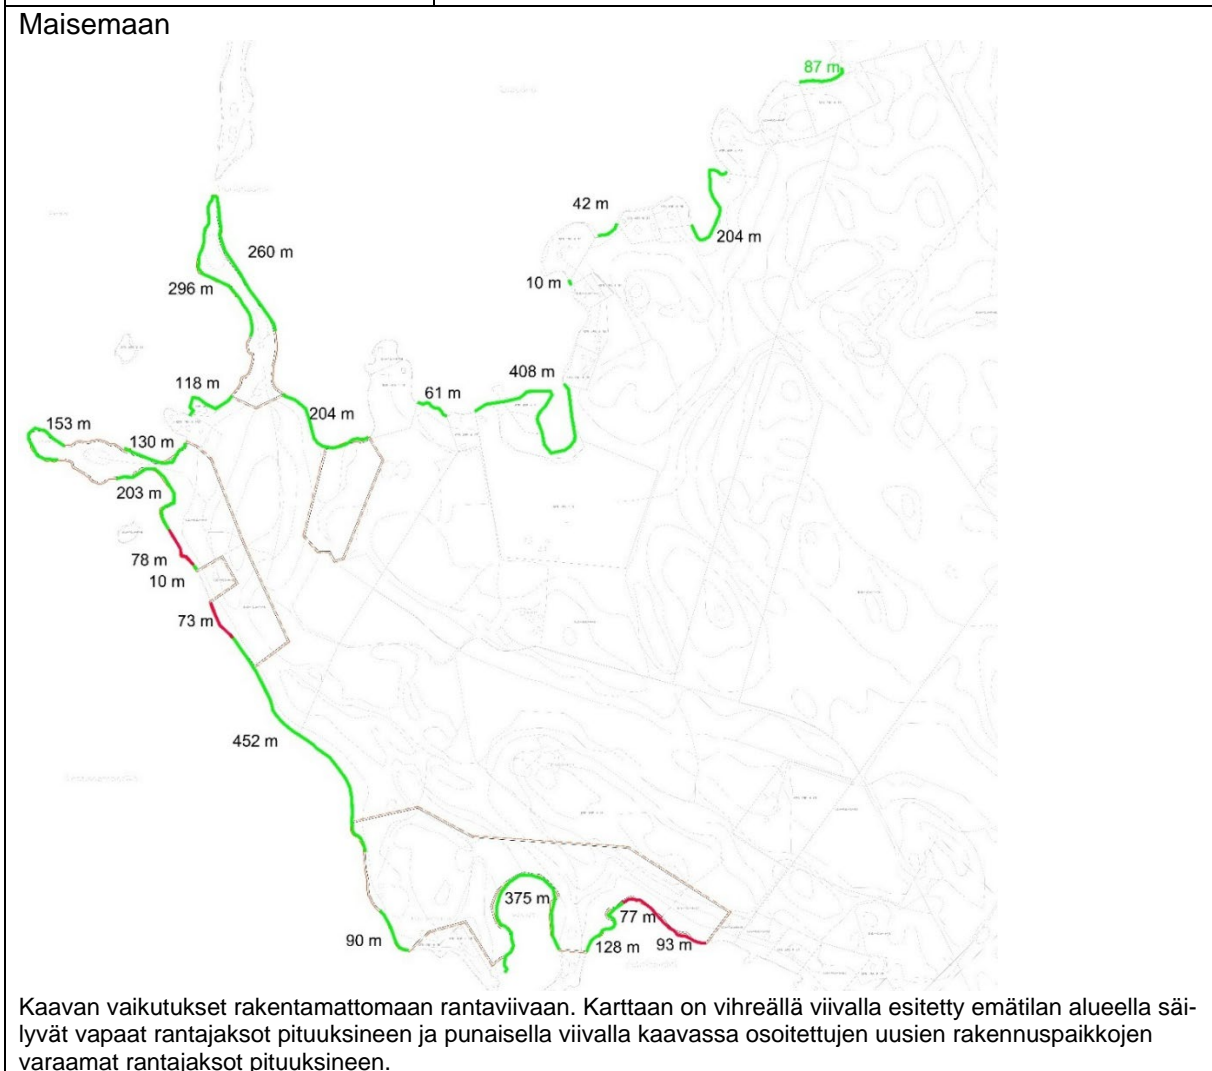 Maisemaan
87 m
42 m
204 m
260 m
10 m
296 m
408 m
118 m
61 m
204 m
153 m
130 m
203 m
78 m
10 m
73 m
452 m
375 m
77 m
90 m
128 m
93 m
Kaavan vaikutukset rakentamattomaan rantaviivaan. Karttaan on vihreällä viivalla esitetty emätilan alueella säi-
lyvät vapaat rantajaksot pituuksineen ja punaisella viivalla kaavassa osoitettujen uusien rakennuspaikkojen
varaamat rantajaksot pituuksineen.